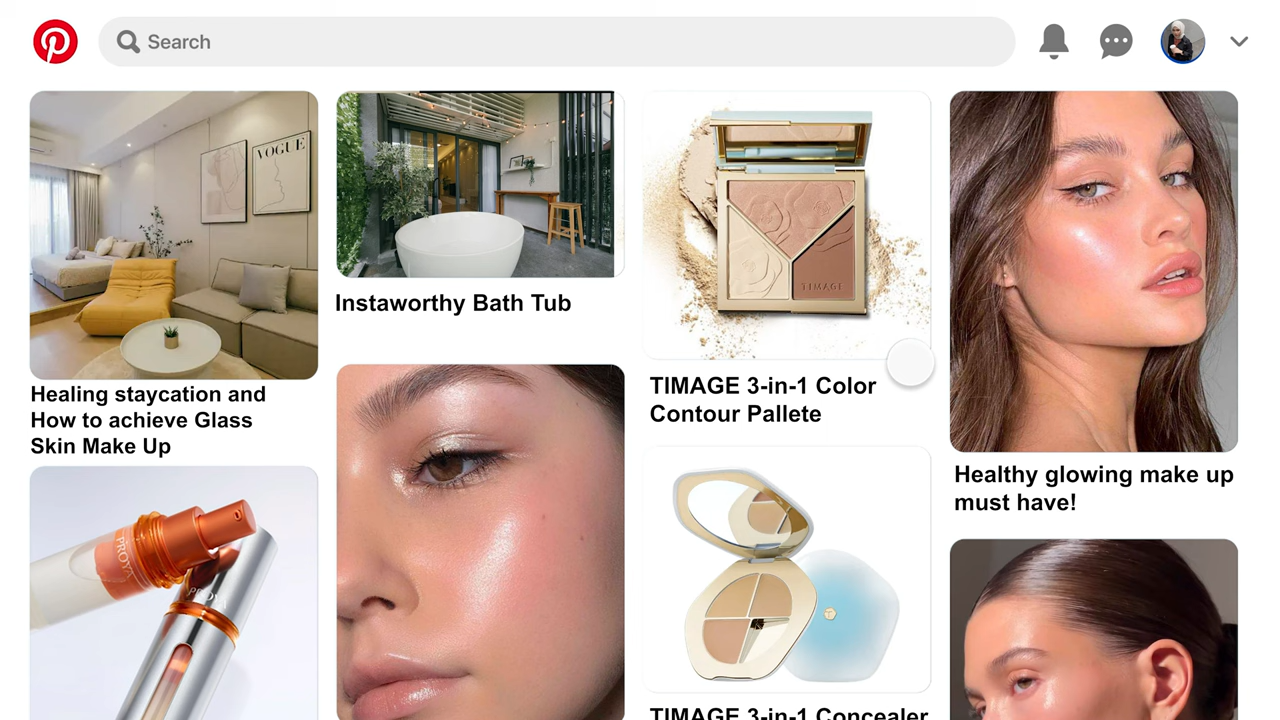 Search
VOGUE
Healing staycation and
How to achieve Glass
Skin Make Up
PROYA
PROYA
Instaworthy Bath Tub
TIMAGE
TIMAGE 3-in-1 Color
Contour Pallete
TIMAGE 3-in-1 Concealer
Healthy glowing make up
must have!